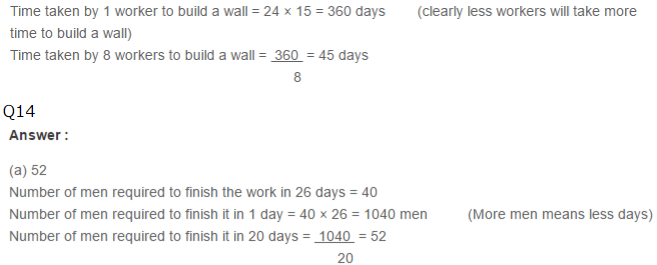 Time taken by 1 worker to build a wall = 24 × 15 = 360 days (clearly less workers will take more
time to build a wall)
Time taken by 8 workers to build a wall = 360 = 45 days
8
Q14
Answer :
(a) 52
Number of men required to finish the work in 26 days = 40
Number of men required to finish it in 1 day = 40 × 26 = 1040 men (More men means less days)
Number of men required to finish it in 20 days = 1040 = 52
20